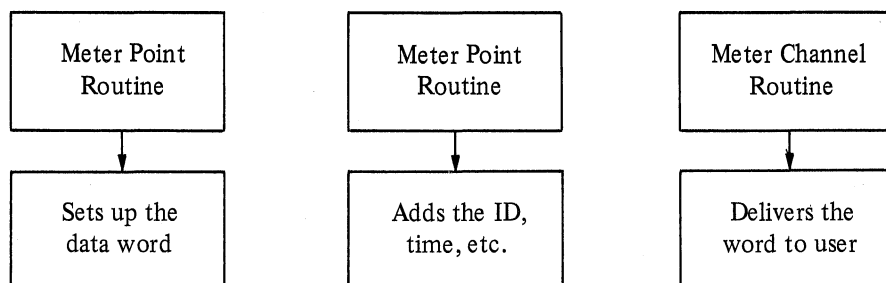 Meter Point
Routine
Meter Point
Routine
Meter Channel
Routine
Sets up the
data word
Adds the ID,
time, etc.
Delivers the
word to user